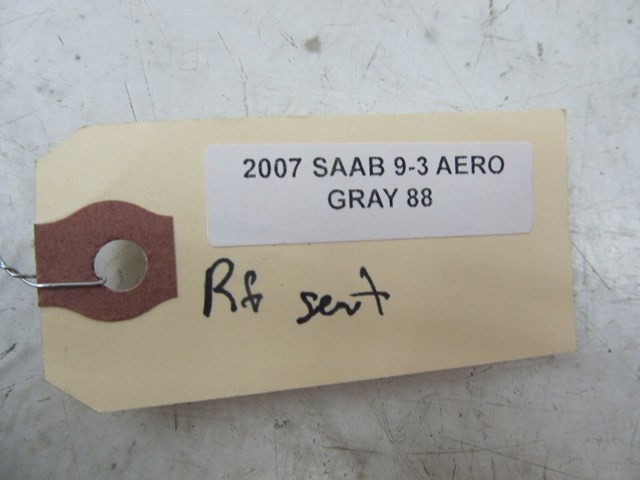 2007 SAAB 9-3 AERO
GRAY 88
Rf seat